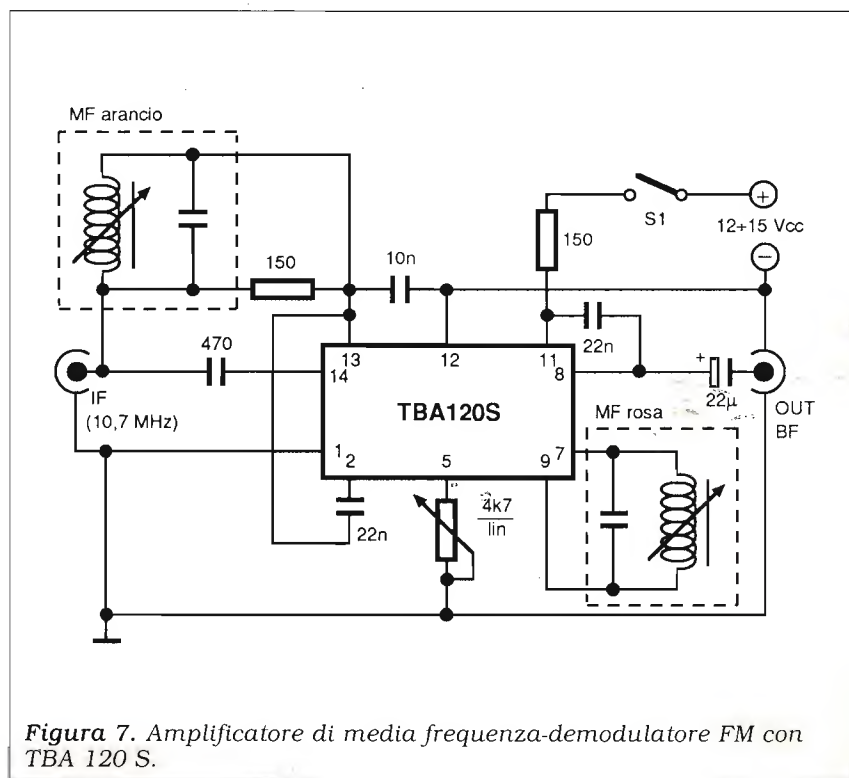 MF arancio
150
10n
150
S1
+
12+15 Vcc
−
470
13
12
11
22n
14
8
+
22µ
IF
(10,7 MHz)
TBA120S
OUT
BF
MF rosa
1
2
5
9
7
22n
4k7
lin
Figura 7. Amplificatore di media frequenza-demodulatore FM con
TBA 120 S.